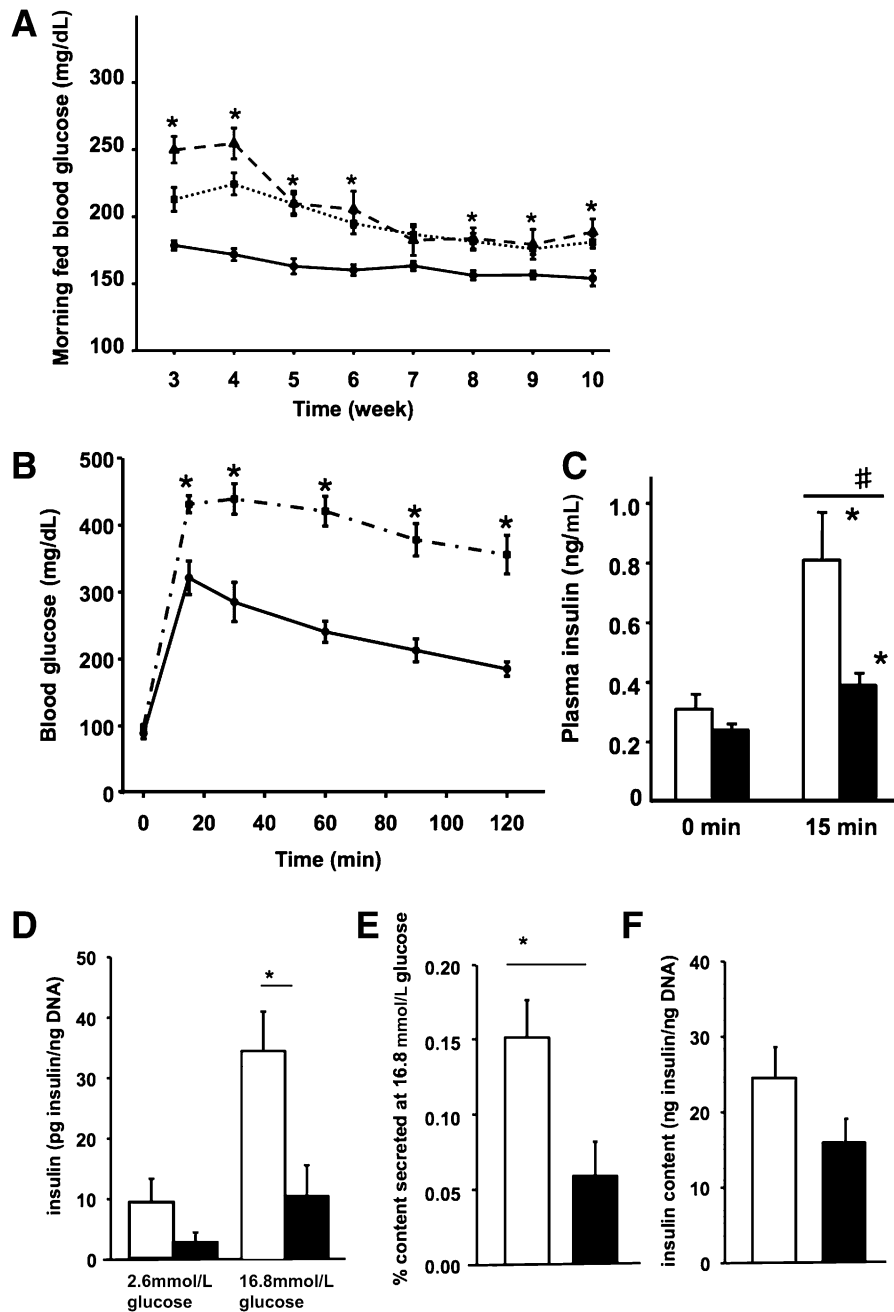 A
Morning fed blood glucose (mg/dL)
300
250
200
150
100
* * * * * * *
3 4 5 6 7 8 9 10
Time (week)
B
Blood glucose (mg/dL)
500
400
300
200
100
0
* * * * *
0 20 40 60 80 100 120
Time (min)
C
Plasma insulin (ng/mL)
1.0
0.8
0.6
0.4
0.2
0
#
*
*
0 min 15 min
D
insulin (pg insulin/ng DNA)
50
40
30
20
10
0
*
2.6mmol/L 16.8mmol/L
glucose glucose
E
% content secreted at 16.8 mmol/L glucose
0.20
0.15
0.10
0.05
0.00
*
F
insulin content (ng insulin/ng DNA)
40
30
20
10
0